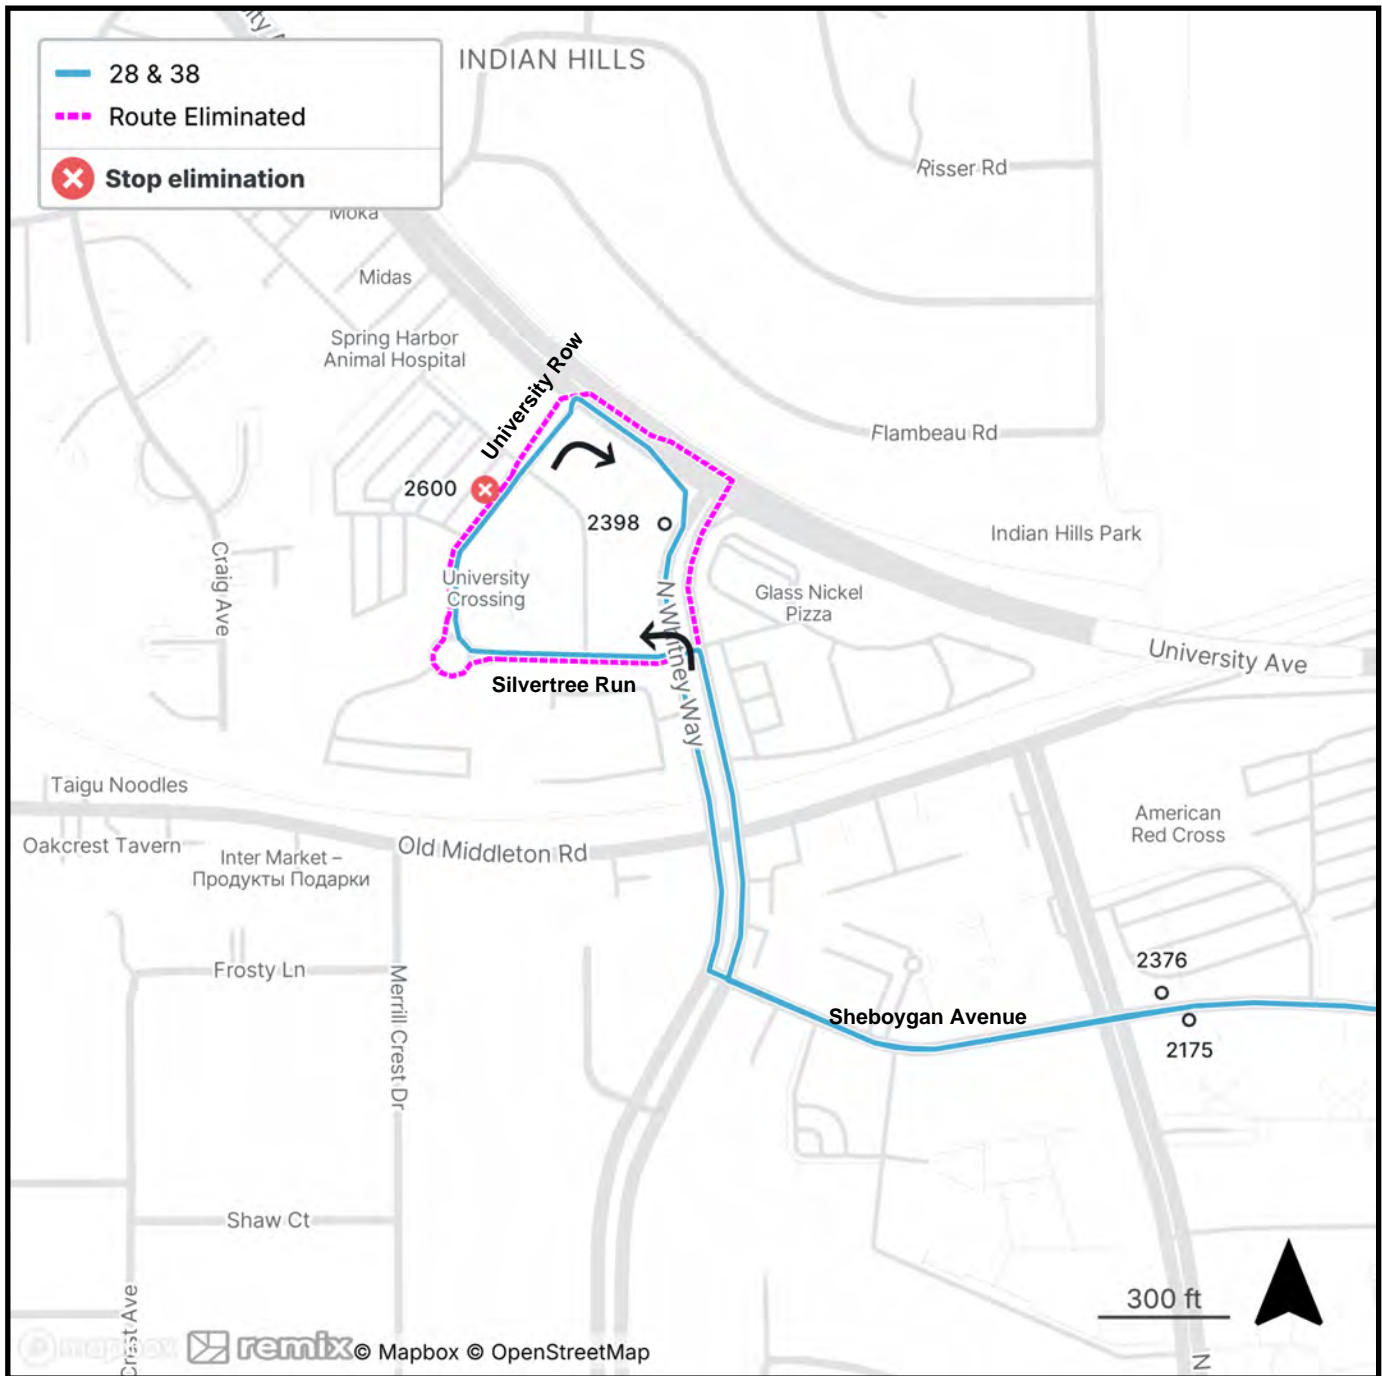 28 & 38
Route Eliminated
Stop elimination
INDIAN HILLS
Risser Rd
Moka
Midas
Spring Harbor
Animal Hospital
University Row
Flambeau Rd
2600
2398
Indian Hills Park
Craig Ave
University
Crossing
Glass Nickel
Pizza
N Whitney Way
University Ave
Silvertree Run
Taigu Noodles
Oakcrest Tavern
Inter Market –
Продукты Подарки
Old Middleton Rd
American
Red Cross
Frosty Ln
Merrill Crest Dr
2376
Sheboygan Avenue
2175
Shaw Ct
Crest Ave
300 ft
N
mapbox
remix
© Mapbox © OpenStreetMap